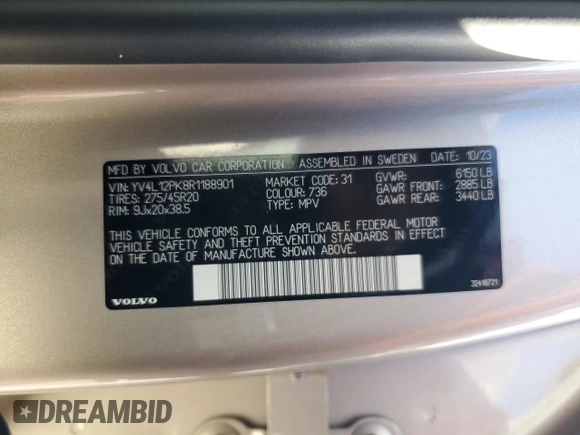 MFD BY VOLVO CAR CORPORATION ASSEMBLED IN SWEDEN DATE: 10/23
VIN: YV4L12PK8R1188901 MARKET CODE: 31 GVWR: 6150 LB
TIRES: 275/45R20 COLOUR: 736 GAWR FRONT: 2885 LB
RIM: 9Jx20x38.5 TYPE: MPV GAWR REAR: 3440 LB
THIS VEHICLE CONFORMS TO ALL APPLICABLE FEDERAL MOTOR
VEHICLE SAFETY AND THEFT PREVENTION STANDARDS IN EFFECT
ON THE DATE OF MANUFACTURE SHOWN ABOVE.
VOLVO 32418721
DREAMBID